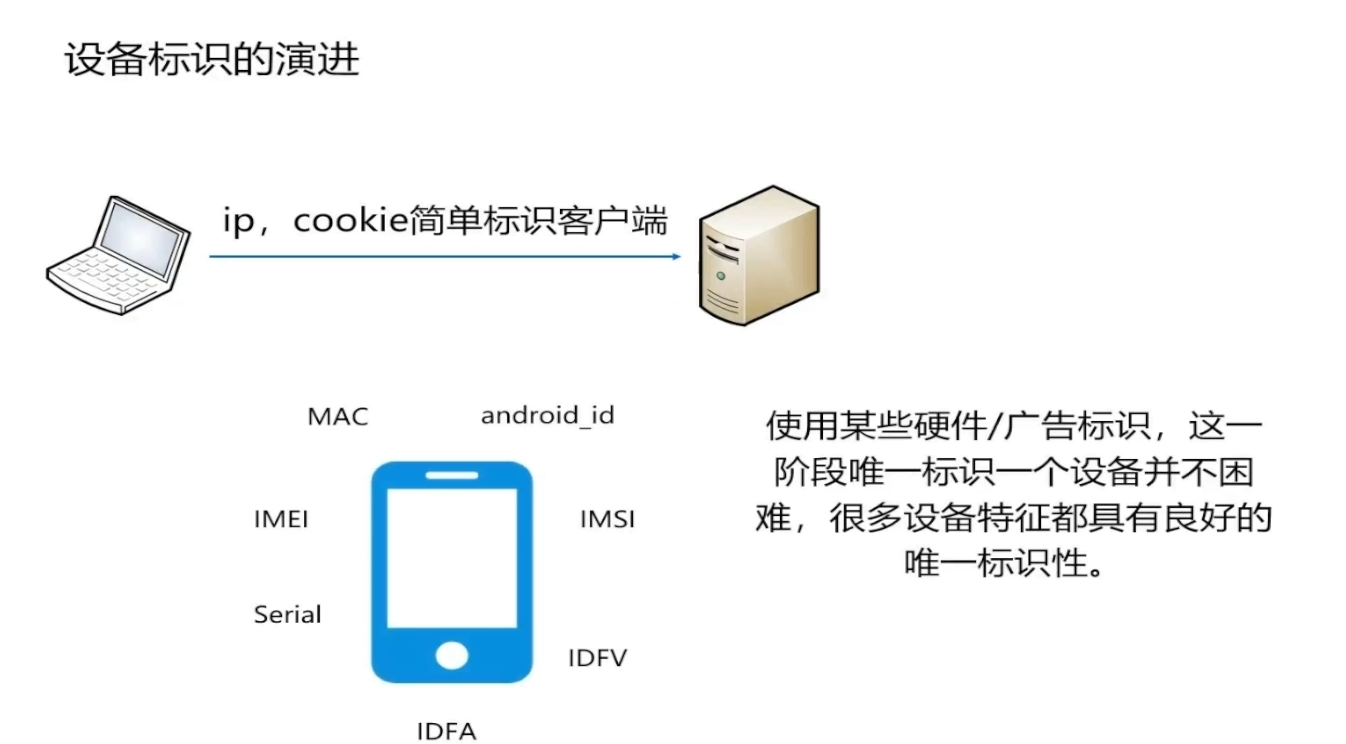 设备标识的演进
ip，cookie简单标识客户端
MAC
android_id
IMEI
IMSI
Serial
IDFV
IDFA
使用某些硬件/广告标识，这一
阶段唯一标识一个设备并不困
难，很多设备特征都具有良好的
唯一标识性。